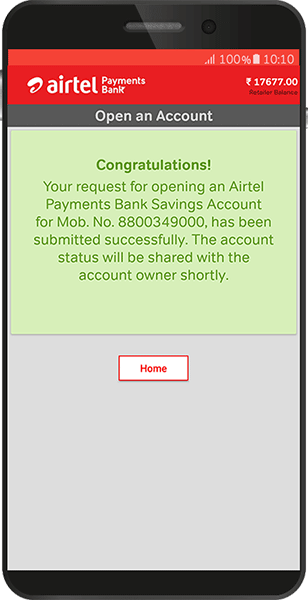 100% 10:10
airtel Payments Bank
₹ 17677.00
Retailer Balance
Open an Account
Congratulations!
Your request for opening an Airtel
Payments Bank Savings Account
for Mob. No. 8800349000, has been
submitted successfully. The account
status will be shared with the
account owner shortly.
Home